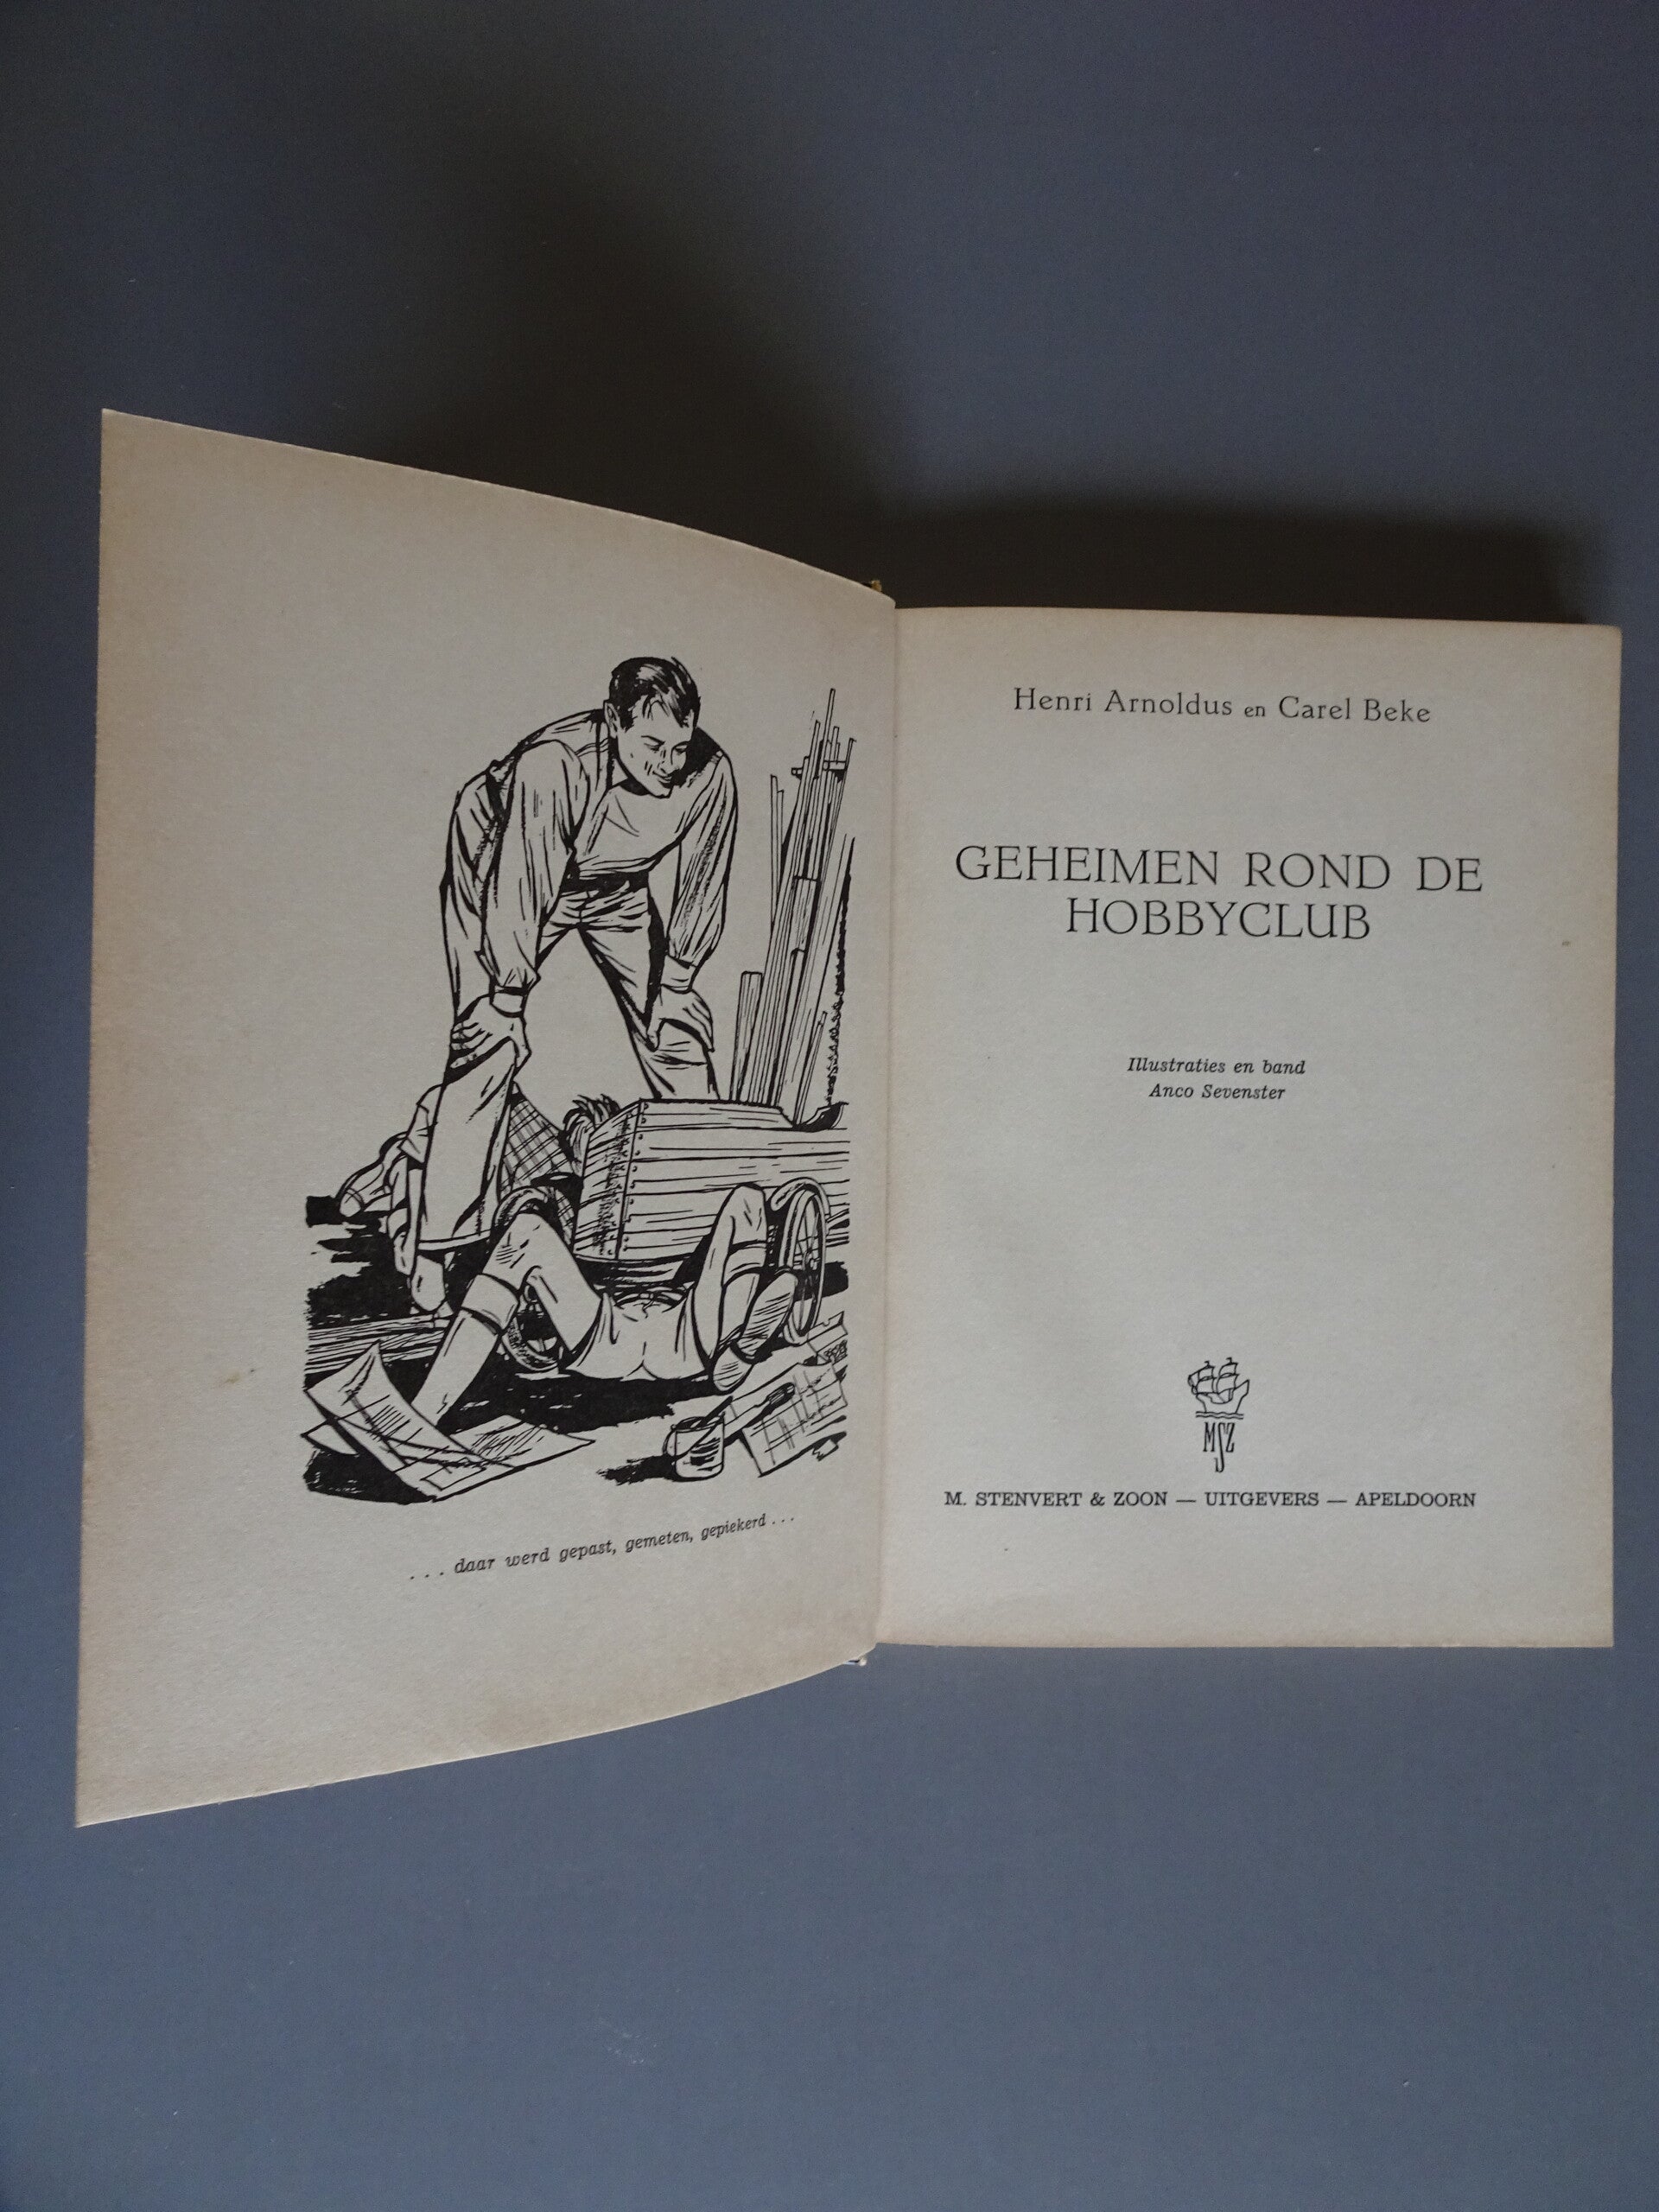 . . . daar werd gepast, gemeten, gepiekerd . . .
Henri Arnoldus en Carel Beke
GEHEIMEN ROND DE
HOBBYCLUB
Illustraties en band
Anco Sevenster
MSZ
M. STENVERT & ZOON — UITGEVERS — APELDOORN